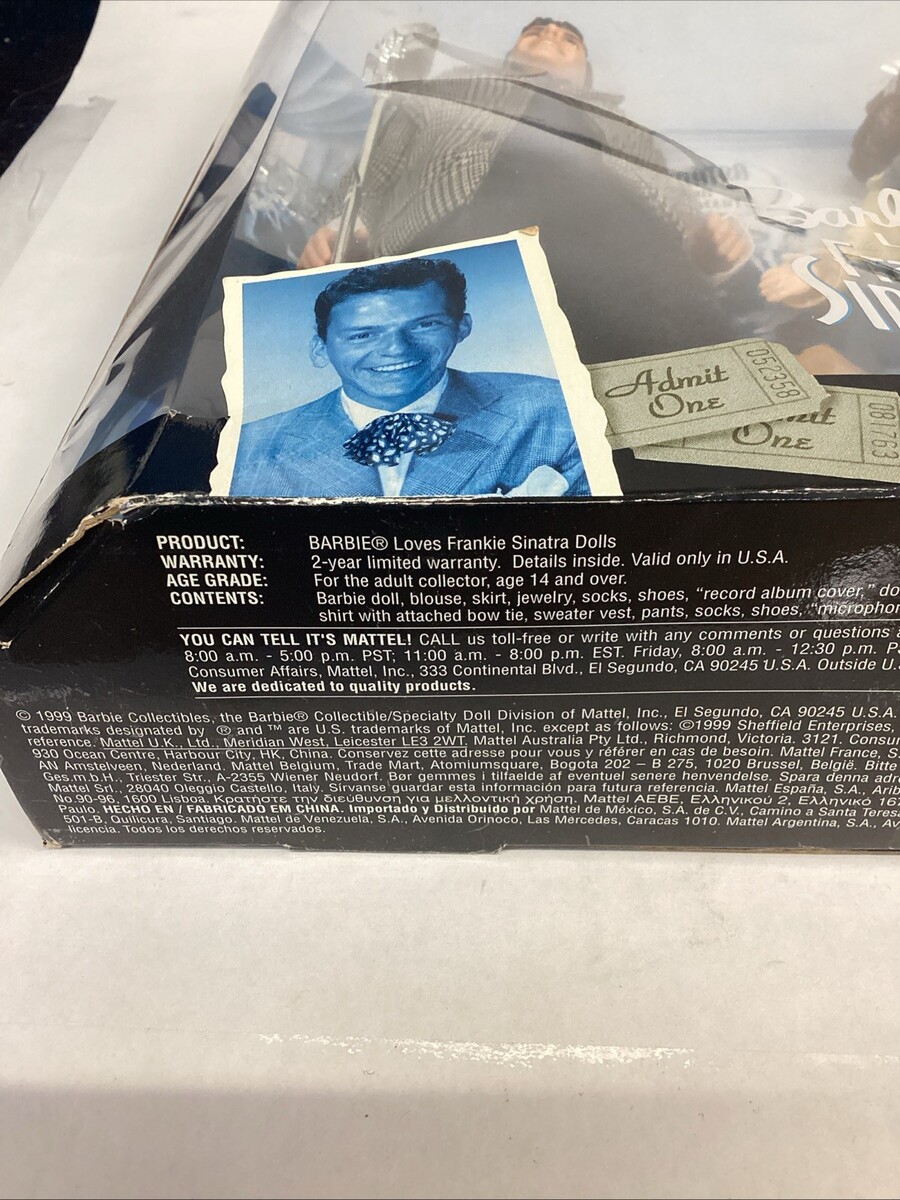 Admit
One
052358
One
081763
PRODUCT: BARBIE® Loves Frankie Sinatra Dolls
WARRANTY: 2-year limited warranty. Details inside. Valid only in U.S.A.
AGE GRADE: For the adult collector, age 14 and over.
CONTENTS: Barbie doll, blouse, skirt, jewelry, socks, shoes, "record album cover,"
shirt with attached bow tie, sweater vest, pants, socks, shoes,
YOU CAN TELL IT'S MATTEL! CALL us toll-free or write with any comments or questions
8:00 a.m. - 5:00 p.m. PST; 11:00 a.m. - 8:00 p.m. EST. Friday, 8:00 a.m. - 12:30 p.m.
Consumer Affairs, Mattel, Inc., 333 Continental Blvd., El Segundo, CA 90245 U.S.A. Outside
We are dedicated to quality products.
© 1999 Barbie Collectibles, the Barbie® Collectible/Specialty Doll Division of Mattel, Inc., El Segundo, CA 90245 U.S.A.
trademarks designated by ® and ™ are U.S. trademarks of Mattel, Inc. except as follows: ©1999 Sheffield Enterprises,
reference. Mattel U.K., Ltd., Meridian West, Leicester LE3 2WT. Mattel Australia Pty Ltd., Richmond, Victoria. 3121.
930 Ocean Centre, Harbour City, HK, China. Conservez cette adresse pour vous y référer en cas de besoin. Mattel France,
AN Amstelveen, Nederland. Mattel Belgium, Trade Mart, Atomiumsquare, Bogota 202 – B 275, 1020 Brussel, België. Bitte
Ges.m.b.H., Triester Str., A-2355 Wiener Neudorf. Bør gemmes i tilfaelde af eventuel senere henvendelse. Spara denna
Mattel Srl., 28040 Oleggio Castello, Italy. Sírvanse guardar esta información para futura referencia. Mattel España, S.A.,
No.90-96, 1600 Lisboa. Κρατήστε την διεύθυνση για μελλοντική χρήση. Mattel AEBE, Ελληνικού 2, Ελληνικό
Paulo. HECHO EN / FABRICADO EM CHINA. Importado y Distribuido por Mattel de México, S.A. de C.V., Camino a Santa
501-B, Quilicura, Santiago. Mattel de Venezuela, S.A., Avenida Orinoco, Las Mercedes, Caracas 1010. Mattel Argentina, S.A.,
licencia. Todos los derechos reservados.